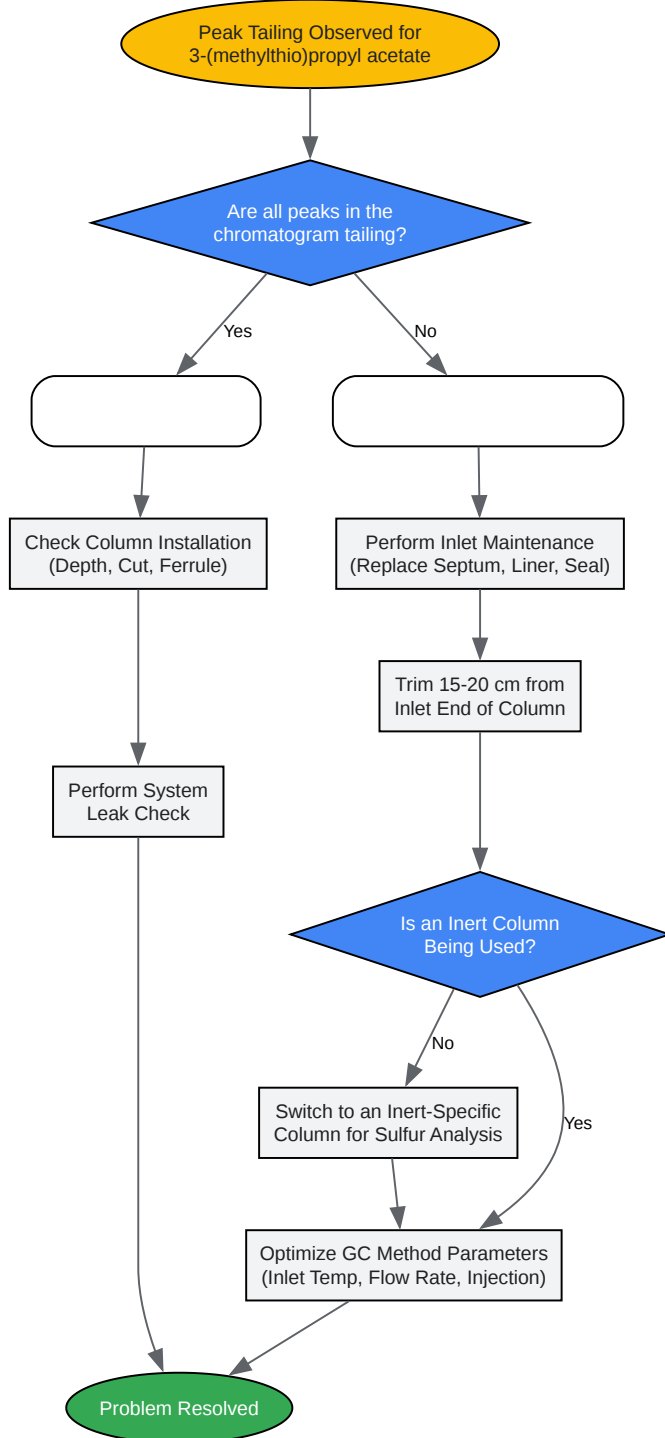 Peak Tailing Observed for
3-(methylthio)propyl acetate
Are all peaks in the
chromatogram tailing?
Yes
No
Check Column Installation
(Depth, Cut, Ferrule)
Perform Inlet Maintenance
(Replace Septum, Liner, Seal)
Trim 15-20 cm from
Inlet End of Column
Perform System
Leak Check
Is an Inert Column
Being Used?
No
Yes
Switch to an Inert-Specific
Column for Sulfur Analysis
Optimize GC Method Parameters
(Inlet Temp, Flow Rate, Injection)
Problem Resolved